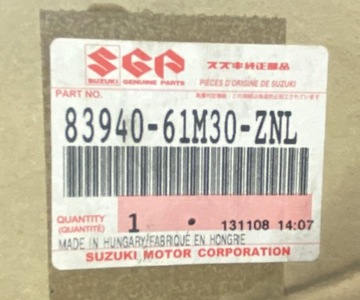 SGP スズキ純正部品
SUZUKI GENUINE PARTS PIÈCES D'ORIGINE DE SUZUKI
PART NO.
83940-61M30-ZNL
QUANTITY 1 • 131108 14:07
(QUANTITÉ)
MADE IN HUNGARY/FABRIQUÉ EN HONGRIE
SUZUKI MOTOR CORPORATION